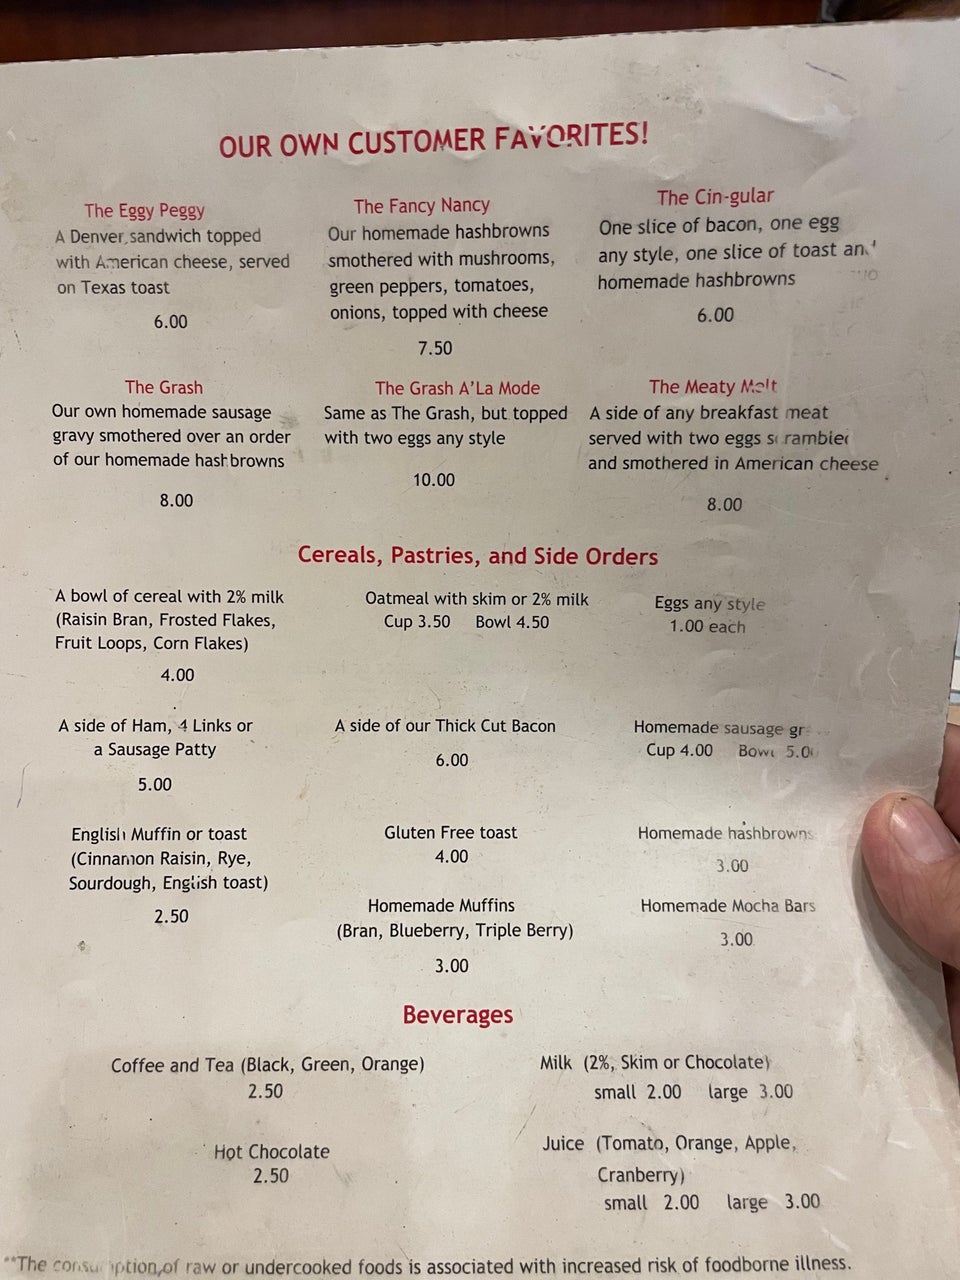 OUR OWN CUSTOMER FAVORITES!
The Eggy Peggy
A Denver sandwich topped
with American cheese, served
on Texas toast
6.00
The Fancy Nancy
Our homemade hashbrowns
smothered with mushrooms,
green peppers, tomatoes,
onions, topped with cheese
7.50
The Cin-gular
One slice of bacon, one egg
any style, one slice of toast and
homemade hashbrowns
6.00
The Grash
Our own homemade sausage
gravy smothered over an order
of our homemade hashbrowns
8.00
The Grash A'La Mode
Same as The Grash, but topped
with two eggs any style
10.00
The Meaty Melt
A side of any breakfast meat
served with two eggs scrambled
and smothered in American cheese
8.00
Cereals, Pastries, and Side Orders
A bowl of cereal with 2% milk
(Raisin Bran, Frosted Flakes,
Fruit Loops, Corn Flakes)
4.00
Oatmeal with skim or 2% milk
Cup 3.50 Bowl 4.50
Eggs any style
1.00 each
A side of Ham, 4 Links or
a Sausage Patty
5.00
A side of our Thick Cut Bacon
6.00
Homemade sausage
Cup 4.00 Bowl 5.00
English Muffin or toast
(Cinnamon Raisin, Rye,
Sourdough, English toast)
2.50
Gluten Free toast
4.00
Homemade hashbrowns
3.00
Homemade Muffins
(Bran, Blueberry, Triple Berry)
3.00
Homemade Mocha Bars
3.00
Beverages
Coffee and Tea (Black, Green, Orange)
2.50
Milk (2%, Skim or Chocolate)
small 2.00 large 3.00
Hot Chocolate
2.50
Juice (Tomato, Orange, Apple,
Cranberry)
small 2.00 large 3.00
**The consumption of raw or undercooked foods is associated with increased risk of foodborne illness.